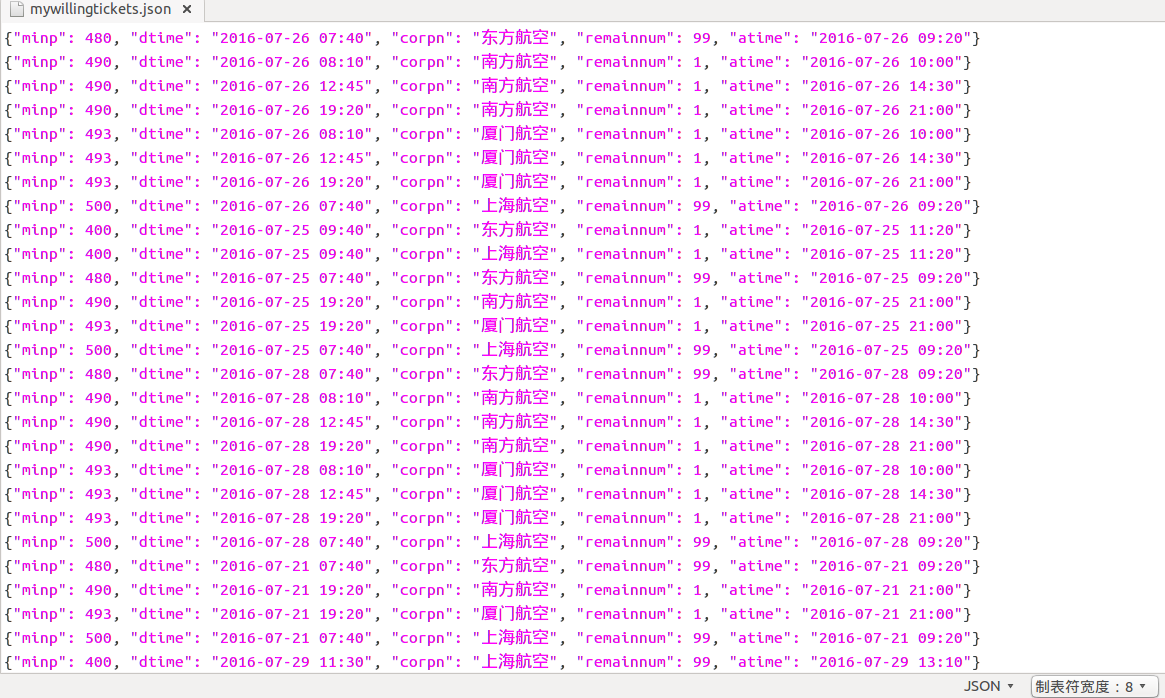 mywillingtickets.json ×
{"minp": 480, "dtime": "2016-07-26 07:40", "corpn": "东方航空", "remainnum": 99, "atime": "2016-07-26 09:20"}
{"minp": 490, "dtime": "2016-07-26 08:10", "corpn": "南方航空", "remainnum": 1, "atime": "2016-07-26 10:00"}
{"minp": 490, "dtime": "2016-07-26 12:45", "corpn": "南方航空", "remainnum": 1, "atime": "2016-07-26 14:30"}
{"minp": 490, "dtime": "2016-07-26 19:20", "corpn": "南方航空", "remainnum": 1, "atime": "2016-07-26 21:00"}
{"minp": 493, "dtime": "2016-07-26 08:10", "corpn": "厦门航空", "remainnum": 1, "atime": "2016-07-26 10:00"}
{"minp": 493, "dtime": "2016-07-26 12:45", "corpn": "厦门航空", "remainnum": 1, "atime": "2016-07-26 14:30"}
{"minp": 493, "dtime": "2016-07-26 19:20", "corpn": "厦门航空", "remainnum": 1, "atime": "2016-07-26 21:00"}
{"minp": 500, "dtime": "2016-07-26 07:40", "corpn": "上海航空", "remainnum": 99, "atime": "2016-07-26 09:20"}
{"minp": 400, "dtime": "2016-07-25 09:40", "corpn": "东方航空", "remainnum": 1, "atime": "2016-07-25 11:20"}
{"minp": 400, "dtime": "2016-07-25 09:40", "corpn": "上海航空", "remainnum": 1, "atime": "2016-07-25 11:20"}
{"minp": 480, "dtime": "2016-07-25 07:40", "corpn": "东方航空", "remainnum": 99, "atime": "2016-07-25 09:20"}
{"minp": 490, "dtime": "2016-07-25 19:20", "corpn": "南方航空", "remainnum": 1, "atime": "2016-07-25 21:00"}
{"minp": 493, "dtime": "2016-07-25 19:20", "corpn": "厦门航空", "remainnum": 1, "atime": "2016-07-25 21:00"}
{"minp": 500, "dtime": "2016-07-25 07:40", "corpn": "上海航空", "remainnum": 99, "atime": "2016-07-25 09:20"}
{"minp": 480, "dtime": "2016-07-28 07:40", "corpn": "东方航空", "remainnum": 99, "atime": "2016-07-28 09:20"}
{"minp": 490, "dtime": "2016-07-28 08:10", "corpn": "南方航空", "remainnum": 1, "atime": "2016-07-28 10:00"}
{"minp": 490, "dtime": "2016-07-28 12:45", "corpn": "南方航空", "remainnum": 1, "atime": "2016-07-28 14:30"}
{"minp": 490, "dtime": "2016-07-28 19:20", "corpn": "南方航空", "remainnum": 1, "atime": "2016-07-28 21:00"}
{"minp": 493, "dtime": "2016-07-28 08:10", "corpn": "厦门航空", "remainnum": 1, "atime": "2016-07-28 10:00"}
{"minp": 493, "dtime": "2016-07-28 12:45", "corpn": "厦门航空", "remainnum": 1, "atime": "2016-07-28 14:30"}
{"minp": 493, "dtime": "2016-07-28 19:20", "corpn": "厦门航空", "remainnum": 1, "atime": "2016-07-28 21:00"}
{"minp": 500, "dtime": "2016-07-28 07:40", "corpn": "上海航空", "remainnum": 99, "atime": "2016-07-28 09:20"}
{"minp": 480, "dtime": "2016-07-21 07:40", "corpn": "东方航空", "remainnum": 99, "atime": "2016-07-21 09:20"}
{"minp": 490, "dtime": "2016-07-21 19:20", "corpn": "南方航空", "remainnum": 1, "atime": "2016-07-21 21:00"}
{"minp": 493, "dtime": "2016-07-21 19:20", "corpn": "厦门航空", "remainnum": 1, "atime": "2016-07-21 21:00"}
{"minp": 500, "dtime": "2016-07-21 07:40", "corpn": "上海航空", "remainnum": 99, "atime": "2016-07-21 09:20"}
{"minp": 400, "dtime": "2016-07-29 11:30", "corpn": "上海航空", "remainnum": 99, "atime": "2016-07-29 13:10"}
JSON 制表符宽度：8